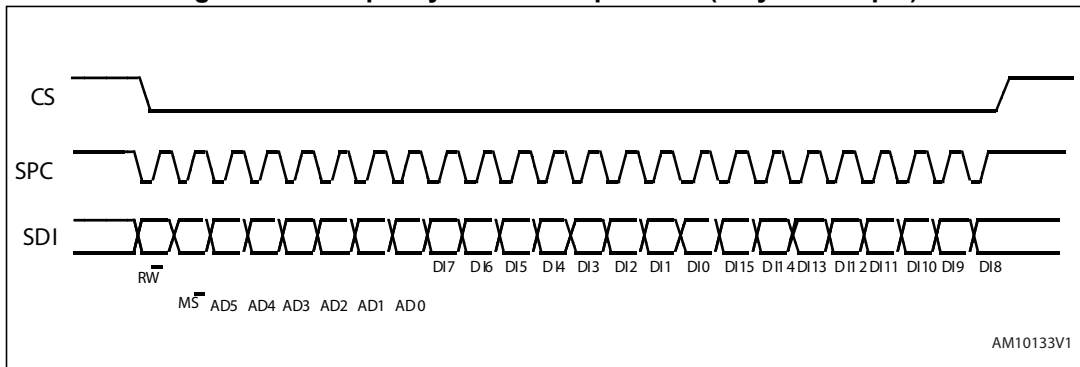 CS
SPC
SDI
DI7 DI6 DI5 DI4 DI3 DI2 DI1 DI0 DI15 DI14 DI13 DI12 DI11 DI10 DI9 DI8
RW
MS AD5 AD4 AD3 AD2 AD1 AD0
AM10133V1